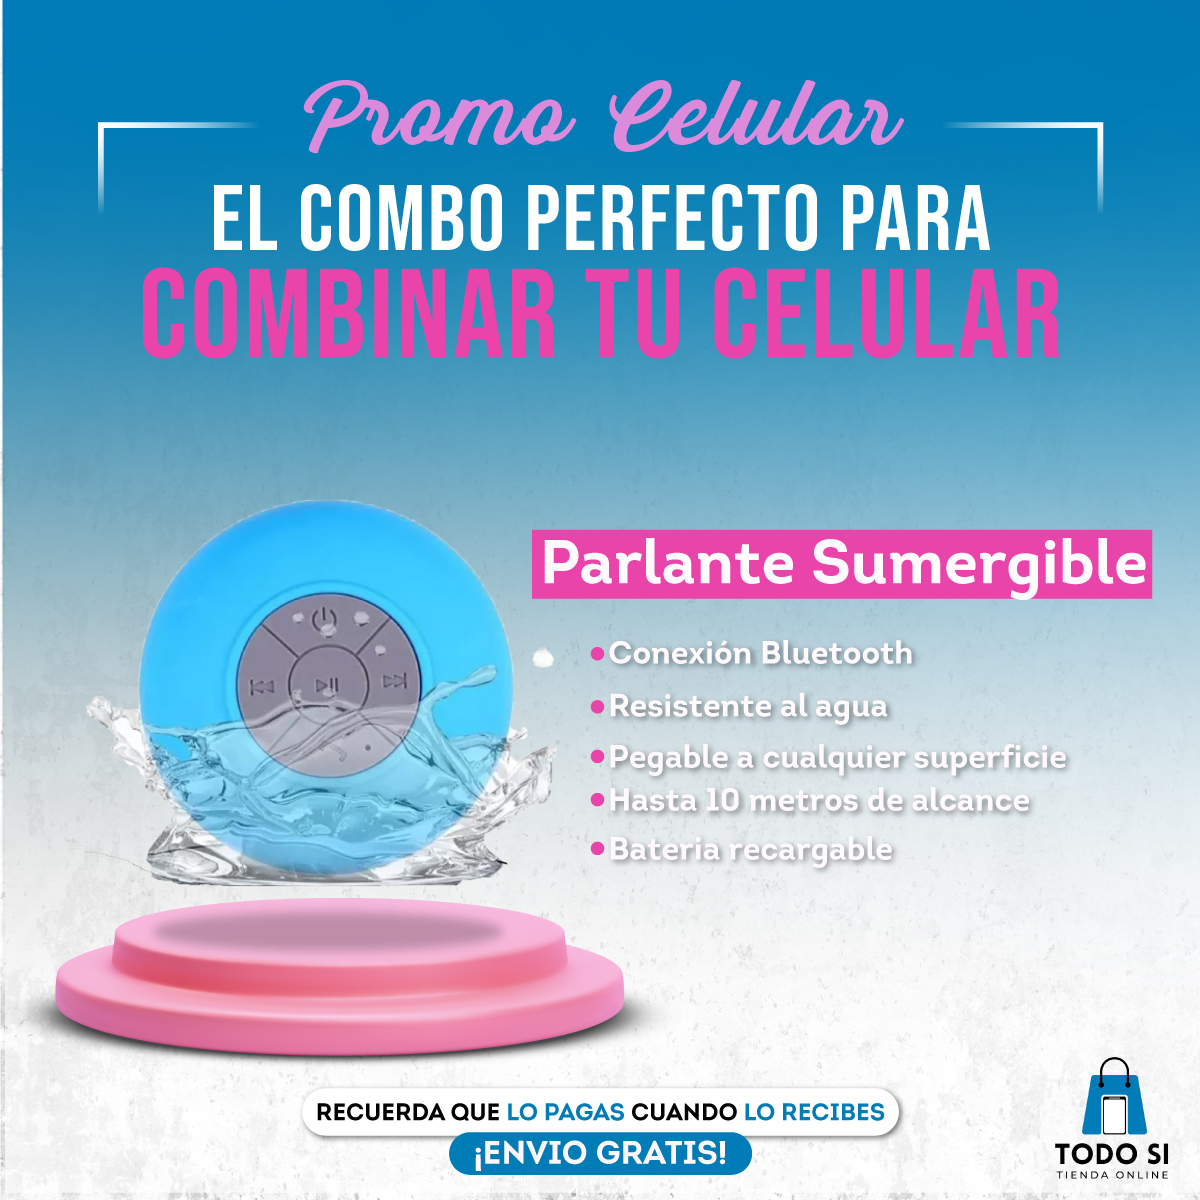 Promo Celular
EL COMBO PERFECTO PARA
COMBINAR TU CELULAR
Parlante Sumergible
Conexión Bluetooth
Resistente al agua
Pegable a cualquier superficie
Hasta 10 metros de alcance
Bateria recargable
RECUERDA QUE LO PAGAS CUANDO LO RECIBES
¡ENVIO GRATIS!
TODO SI
TIENDA ONLINE